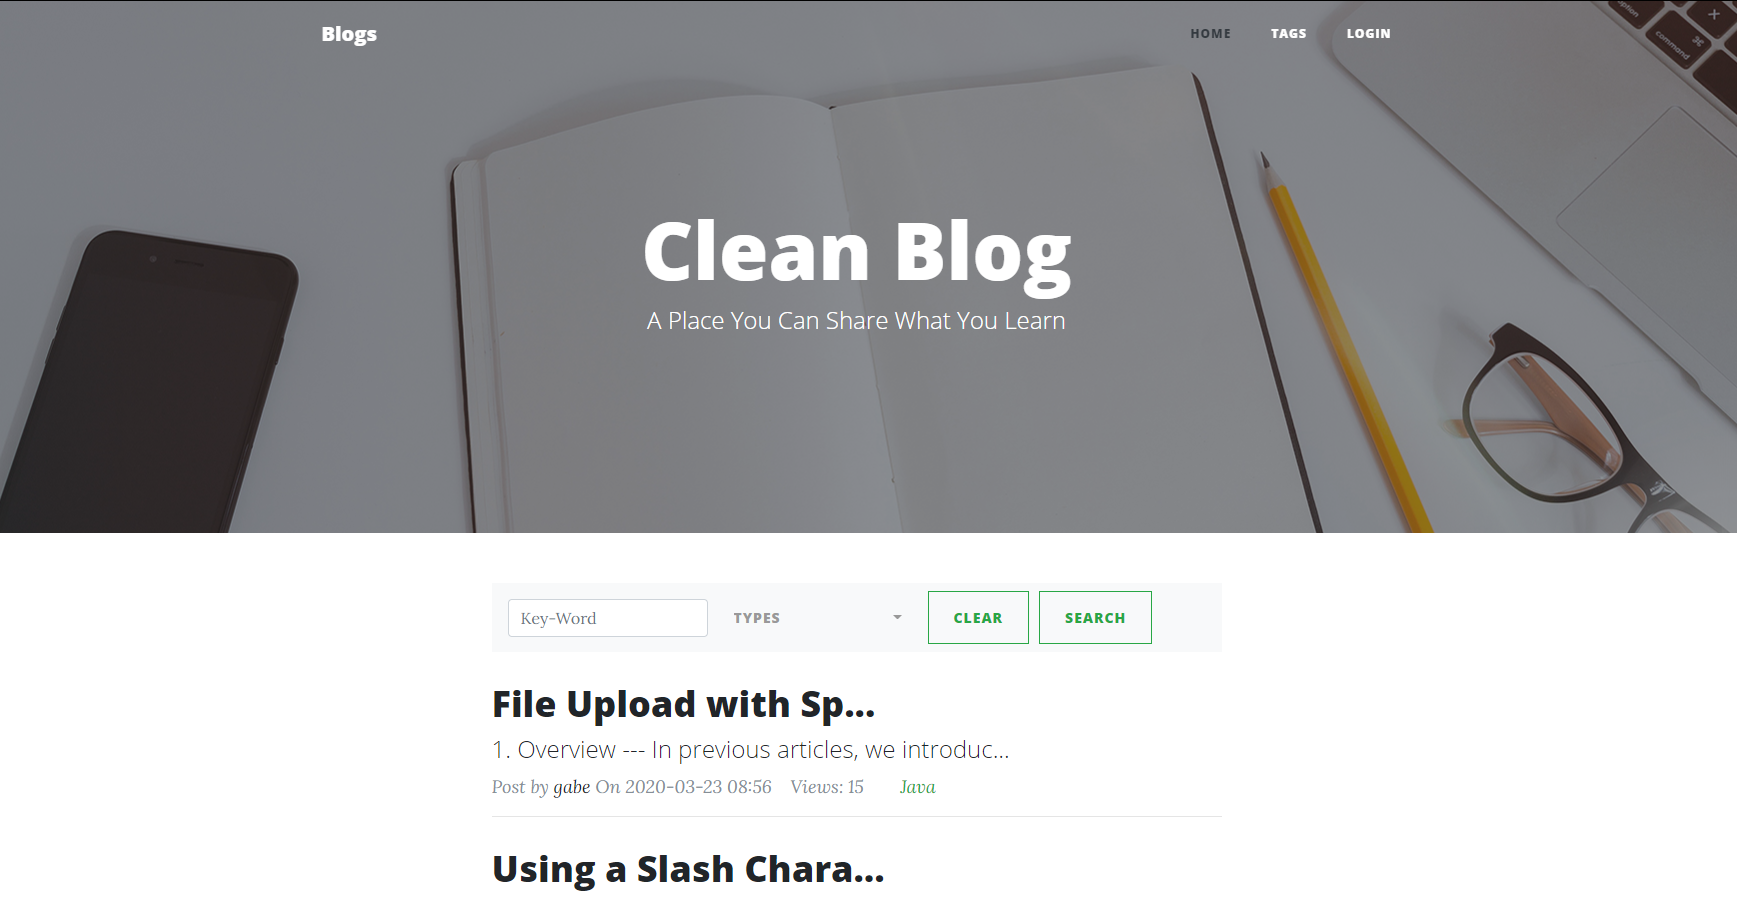 Blogs HOME TAGS LOGIN
option
command ⌘
Clean Blog
A Place You Can Share What You Learn
Key-Word TYPES CLEAR SEARCH
File Upload with Sp...
1. Overview --- In previous articles, we introduc...
Post by gabe On 2020-03-23 08:56 Views: 15 Java
Using a Slash Chara...